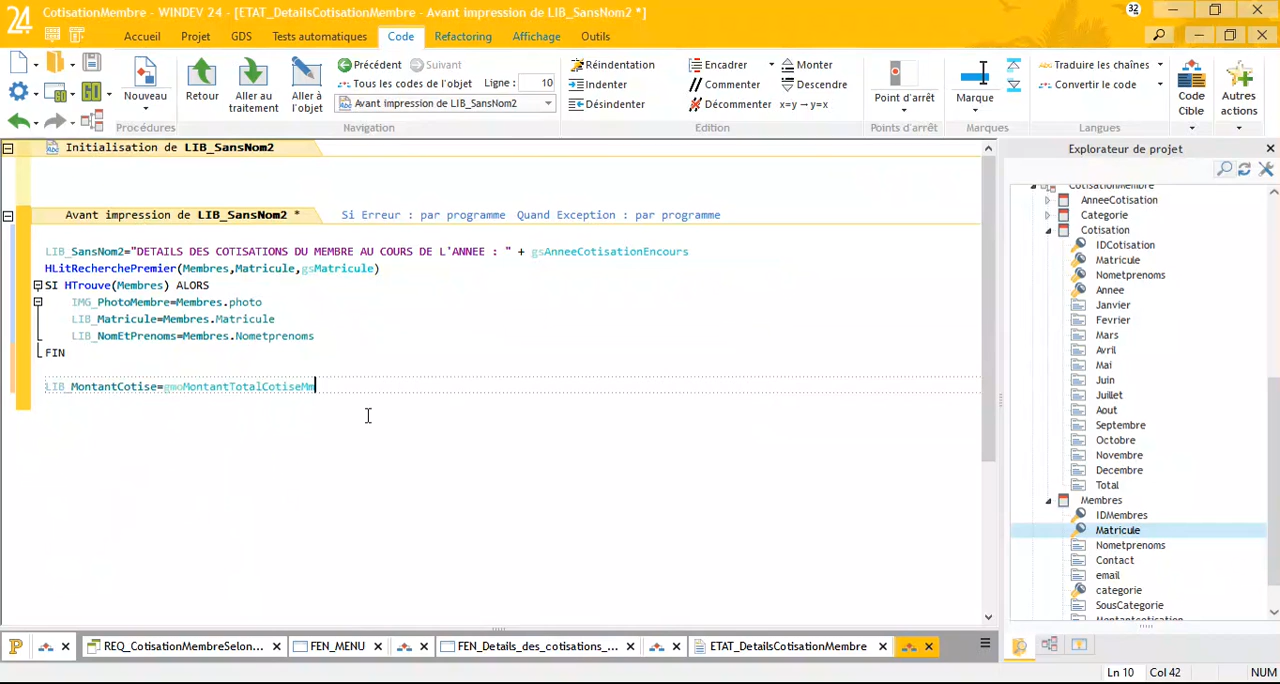 24
CotisationMembre - WINDEV 24 - [ETAT_DetailsCotisationMembre - Avant impression de LIB_SansNom2 *]
32
Accueil Projet GDS Tests automatiques Code Refactoring Affichage Outils
Nouveau
Procédures
Retour
Aller au traitement
Aller à l'objet
Précédent Suivant
Tous les codes de l'objet Ligne : 10
Avant impression de LIB_SansNom2
Navigation
Réindentation
Indenter
Désindenter
Encadrer
Commenter
Décommenter
Monter
Descendre
x=y → y=x
Edition
Point d'arrêt
Points d'arrêt
Marque
Marques
Traduire les chaînes
Convertir le code
Langues
Code Cible
Autres actions
Initialisation de LIB_SansNom2
Avant impression de LIB_SansNom2 * Si Erreur : par programme Quand Exception : par programme
LIB_SansNom2="DETAILS DES COTISATIONS DU MEMBRE AU COURS DE L'ANNEE : " + gsAnneeCotisationEncours
HLitRecherchePremier(Membres,Matricule,gsMatricule)
SI HTrouve(Membres) ALORS
IMG_PhotoMembre=Membres.photo
LIB_Matricule=Membres.Matricule
LIB_NomEtPrenoms=Membres.Nometprenoms
FIN
LIB_MontantCotise=gmoMontantTotalCotiseMm
Explorateur de projet
CotisationMembre
AnneeCotisation
Categorie
Cotisation
IDCotisation
Matricule
Nometprenoms
Annee
Janvier
Fevrier
Mars
Avril
Mai
Juin
Juillet
Aout
Septembre
Octobre
Novembre
Decembre
Total
Membres
IDMembres
Matricule
Nometprenoms
Contact
email
categorie
SousCategorie
Montantcotisation
P REQ_CotisationMembreSelon... FEN_MENU FEN_Details_des_cotisations_... ETAT_DetailsCotisationMembre
Ln 10 Col 42 NUM